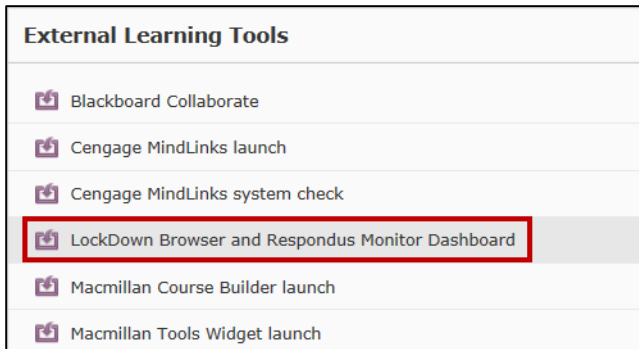 External Learning Tools
Blackboard Collaborate
Cengage MindLinks launch
Cengage MindLinks system check
LockDown Browser and Respondus Monitor Dashboard
Macmillan Course Builder launch
Macmillan Tools Widget launch